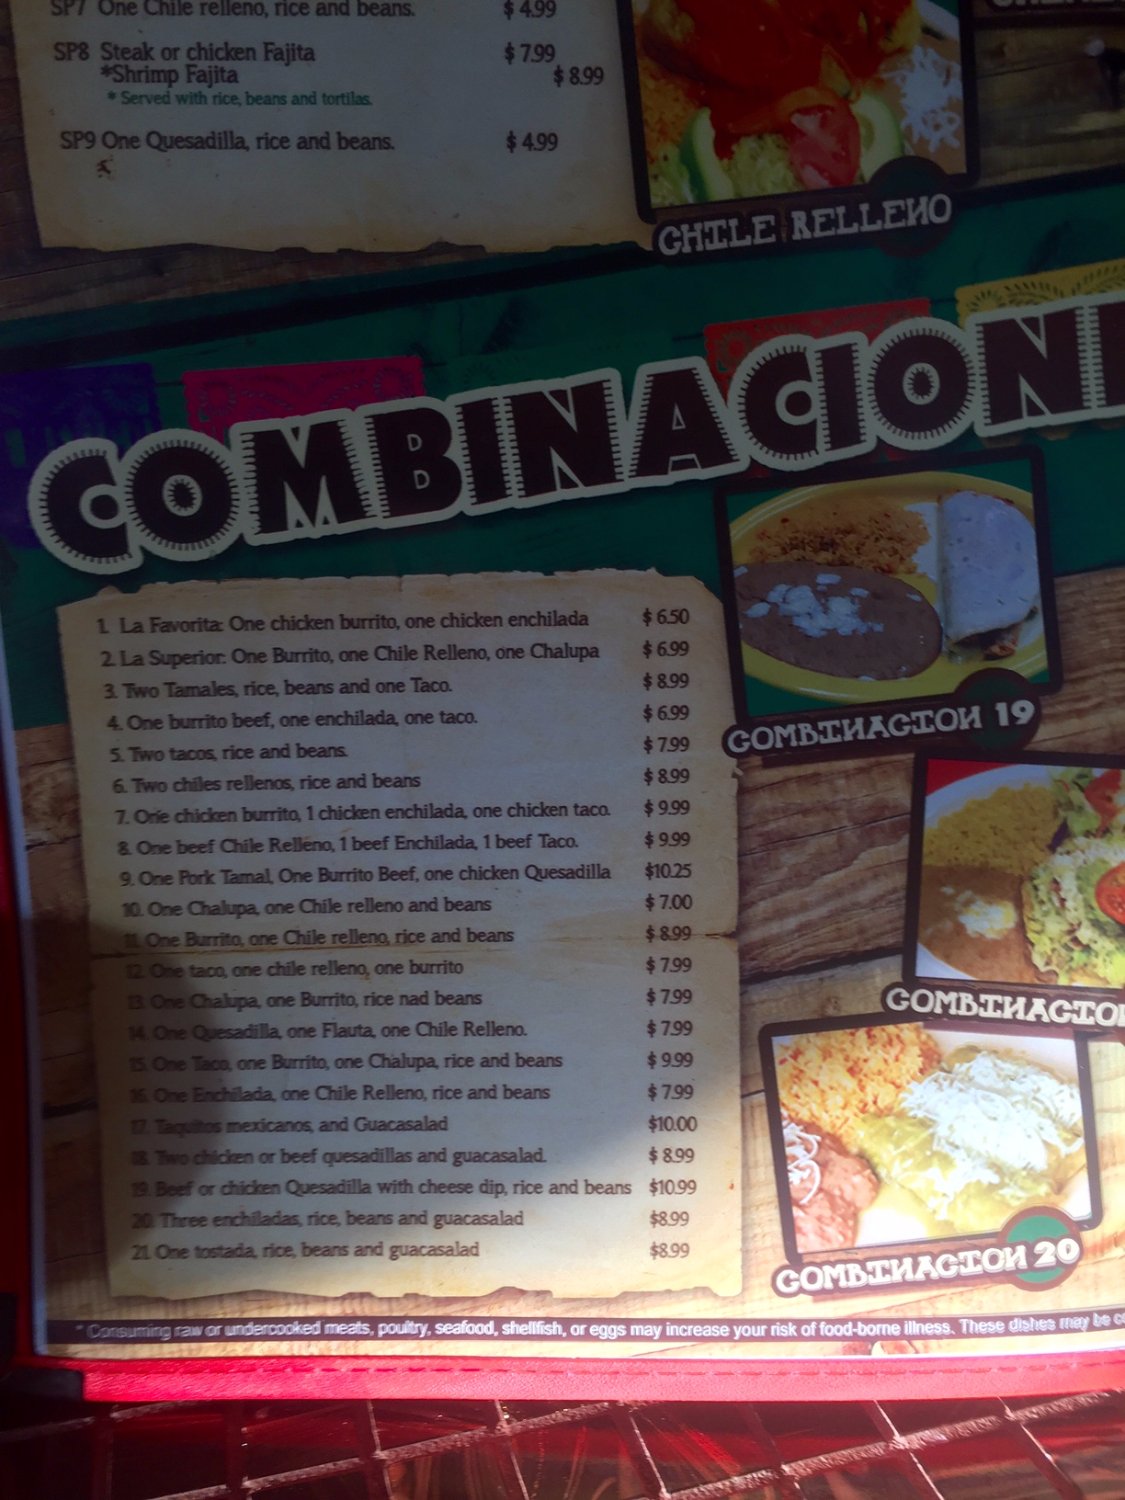 SP7 One Chile relleno, rice and beans. $ 4.99
SP8 Steak or chicken Fajita $ 7.99
*Shrimp Fajita $ 8.99
* Served with rice, beans and tortilas.
SP9 One Quesadilla, rice and beans. $ 4.99
CHILE RELLENO
COMBINACION
1. La Favorita: One chicken burrito, one chicken enchilada $ 6.50
2. La Superior: One Burrito, one Chile Relleno, one Chalupa $ 6.99
3. Two Tamales, rice, beans and one Taco. $ 8.99
4. One burrito beef, one enchilada, one taco. $ 6.99
5. Two tacos, rice and beans. $ 7.99
6. Two chiles rellenos, rice and beans $ 8.99
7. One chicken burrito, 1 chicken enchilada, one chicken taco. $ 9.99
8. One beef Chile Relleno, 1 beef Enchilada, 1 beef Taco. $ 9.99
9. One Pork Tamal, One Burrito Beef, one chicken Quesadilla $10.25
10. One Chalupa, one Chile relleno and beans $ 7.00
11. One Burrito, one Chile relleno, rice and beans $ 8.99
12. One taco, one chile relleno, one burrito $ 7.99
13. One Chalupa, one Burrito, rice nad beans $ 7.99
14. One Quesadilla, one Flauta, one Chile Relleno. $ 7.99
15. One Taco, one Burrito, one Chalupa, rice and beans $ 9.99
16. One Enchilada, one Chile Relleno, rice and beans $ 7.99
17. Taquitos mexicanos, and Guacasalad $10.00
18. Two chicken or beef quesadillas and guacasalad. $ 8.99
19. Beef or chicken Quesadilla with cheese dip, rice and beans $10.99
20. Three enchiladas, rice, beans and guacasalad $8.99
21. One tostada, rice, beans and guacasalad $8.99
COMBINACION 19
COMBINACIO
COMBINACION 20
* Consuming raw or undercooked meats, poultry, seafood, shellfish, or eggs may increase your risk of food-borne illness. These dishes may be